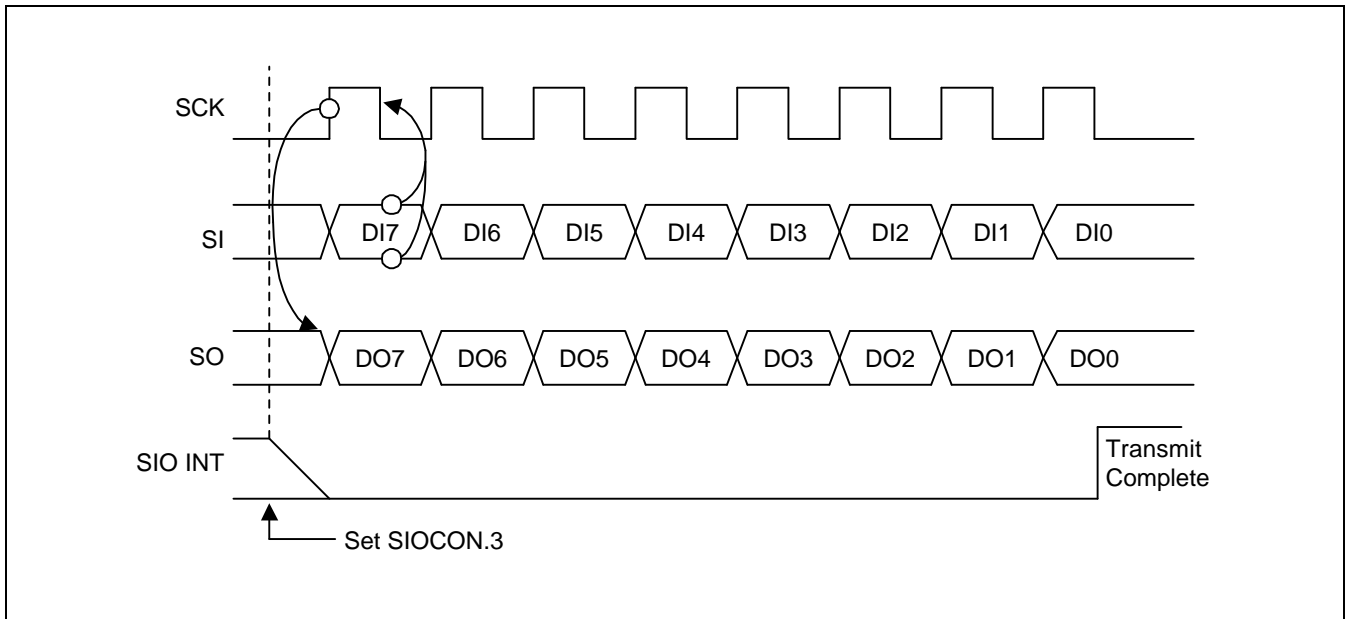 SCK
SI
DI7 DI6 DI5 DI4 DI3 DI2 DI1 DI0
SO
DO7 DO6 DO5 DO4 DO3 DO2 DO1 DO0
SIO INT
Transmit
Complete
Set SIOCON.3